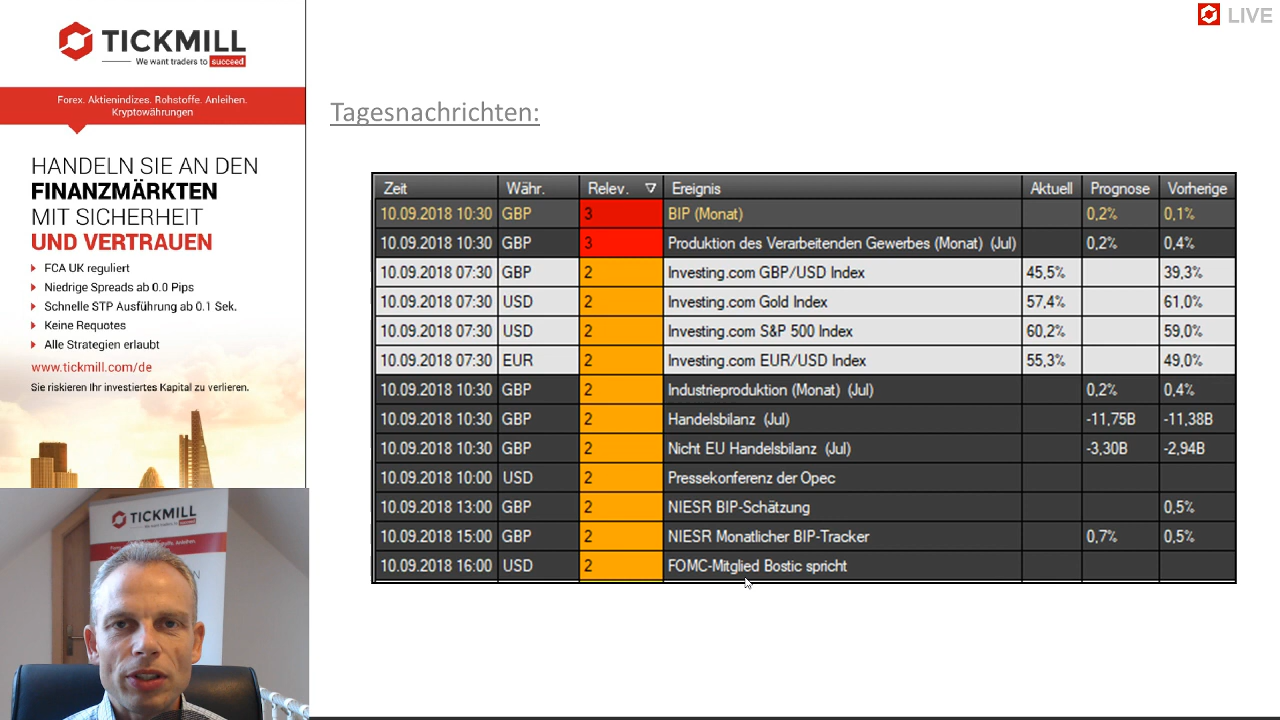 TICKMILL
We want traders to succeed
Forex. Aktienindizes. Rohstoffe. Anleihen.
Kryptowährungen
HANDELN SIE AN DEN
FINANZMÄRKTEN
MIT SICHERHEIT
UND VERTRAUEN
FCA UK reguliert
Niedrige Spreads ab 0.0 Pips
Schnelle STP Ausführung ab 0.1 Sek.
Keine Requotes
Alle Strategien erlaubt
www.tickmill.com/de
Sie riskieren Ihr investiertes Kapital zu verlieren.
TICKMILL
LIVE
Tagesnachrichten:
Zeit Währ. Relev. Ereignis Aktuell Prognose Vorherige
10.09.2018 10:30 GBP 3 BIP (Monat) 0,2% 0,1%
10.09.2018 10:30 GBP 3 Produktion des Verarbeitenden Gewerbes (Monat) (Jul) 0,2% 0,4%
10.09.2018 07:30 GBP 2 Investing.com GBP/USD Index 45,5% 39,3%
10.09.2018 07:30 USD 2 Investing.com Gold Index 57,4% 61,0%
10.09.2018 07:30 USD 2 Investing.com S&P 500 Index 60,2% 59,0%
10.09.2018 07:30 EUR 2 Investing.com EUR/USD Index 55,3% 49,0%
10.09.2018 10:30 GBP 2 Industrieproduktion (Monat) (Jul) 0,2% 0,4%
10.09.2018 10:30 GBP 2 Handelsbilanz (Jul) -11,75B -11,38B
10.09.2018 10:30 GBP 2 Nicht EU Handelsbilanz (Jul) -3,30B -2,94B
10.09.2018 10:00 USD 2 Pressekonferenz der Opec
10.09.2018 13:00 GBP 2 NIESR BIP-Schätzung 0,5%
10.09.2018 15:00 GBP 2 NIESR Monatlicher BIP-Tracker 0,7% 0,5%
10.09.2018 16:00 USD 2 FOMC-Mitglied Bostic spricht